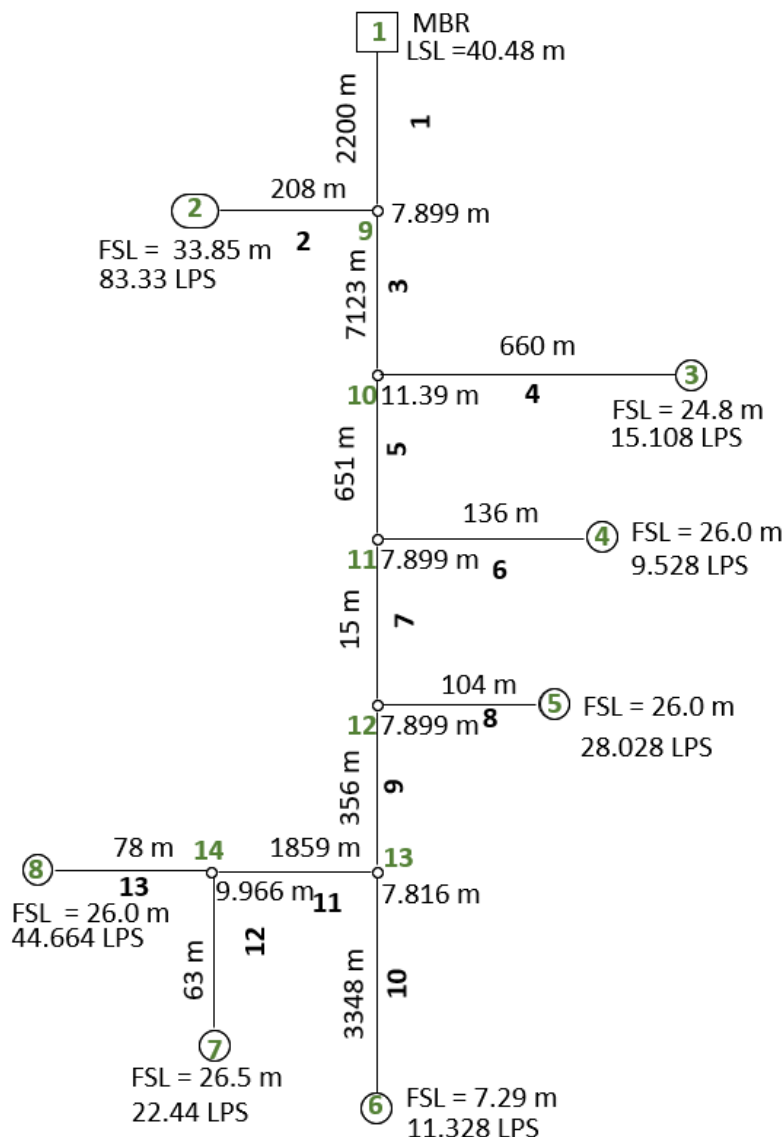 1 MBR
LSL =40.48 m
2200 m
1
208 m
2
7.899 m
9
2
FSL = 33.85 m
83.33 LPS
7123 m
3
660 m
3
10 11.39 m
4
FSL = 24.8 m
15.108 LPS
651 m
5
136 m
4 FSL = 26.0 m
11 7.899 m
6
9.528 LPS
15 m
7
104 m
5 FSL = 26.0 m
12 7.899 m
8
28.028 LPS
356 m
9
78 m
14
1859 m
13
8
13
9.966 m
11
7.816 m
FSL = 26.0 m
44.664 LPS
63 m
12
3348 m
10
7
FSL = 26.5 m
22.44 LPS
6 FSL = 7.29 m
11.328 LPS